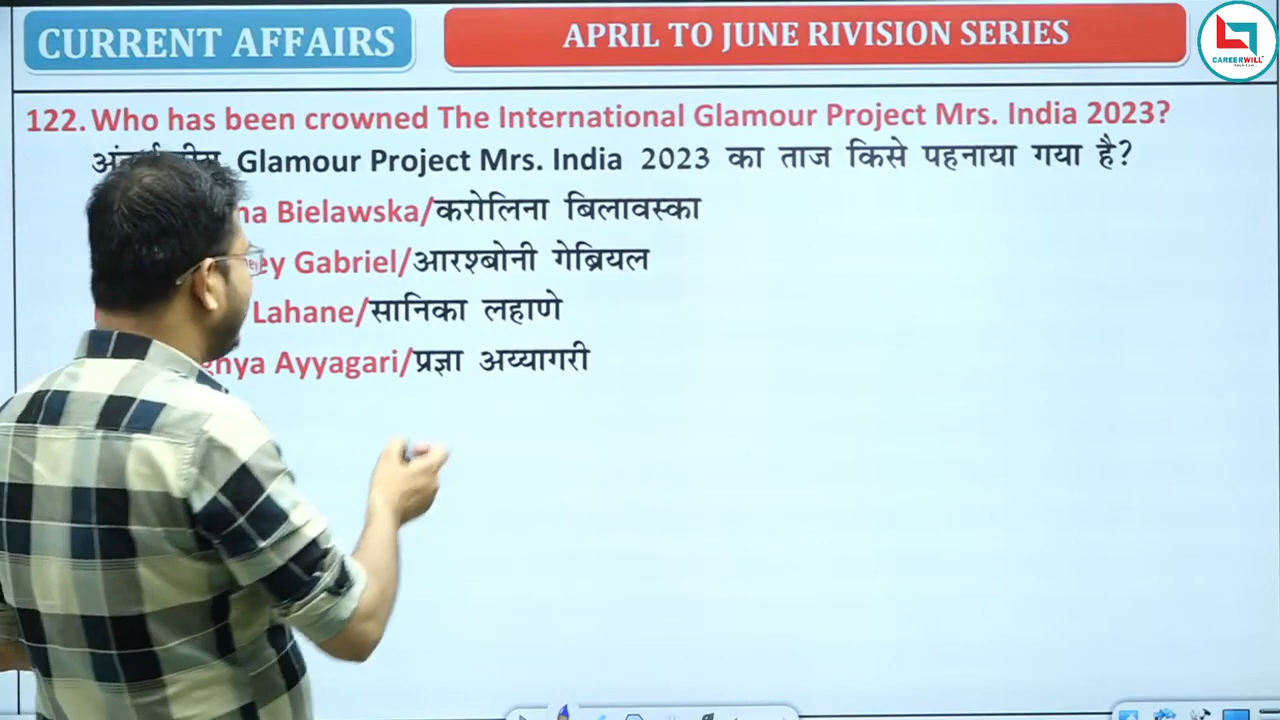 CURRENT AFFAIRS
APRIL TO JUNE RIVISION SERIES
CAREERWILL
122. Who has been crowned The International Glamour Project Mrs. India 2023?
Glamour Project Mrs. India 2023 का ताज किसे पहनाया गया है?
na Bielawska/करोलिना बिलावस्का
ey Gabriel/आरश्बोनी गेब्रियल
Lahane/सानिका लहाणे
gnya Ayyagari/प्रज्ञा अय्यागरी